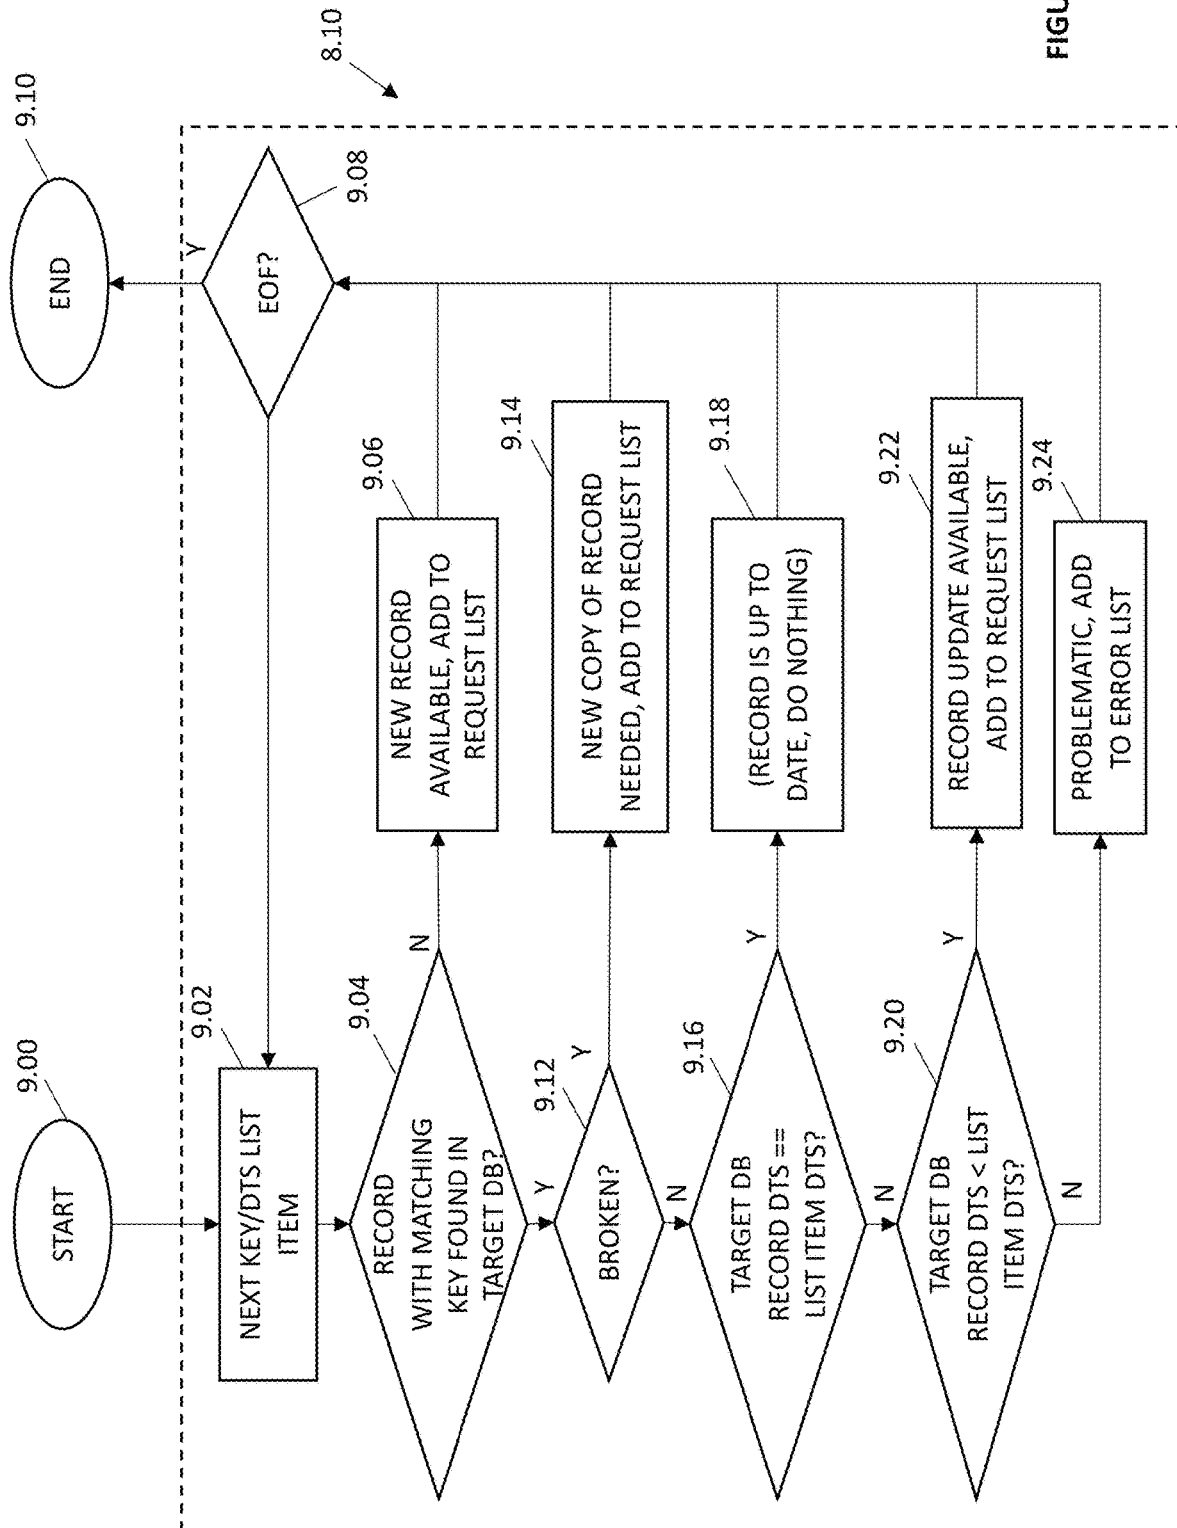 9.00
START
9.10
END
8.10
9.02
NEXT KEY/DTS LIST
ITEM
Y
EOF?
9.08
9.04
RECORD
WITH MATCHING
KEY FOUND IN
TARGET DB?
N
9.06
NEW RECORD
AVAILABLE, ADD TO
REQUEST LIST
Y
9.12
BROKEN?
Y
9.14
NEW COPY OF RECORD
NEEDED, ADD TO REQUEST LIST
N
9.16
TARGET DB
RECORD DTS ==
LIST ITEM DTS?
Y
9.18
(RECORD IS UP TO
DATE, DO NOTHING)
N
9.20
TARGET DB
RECORD DTS < LIST
ITEM DTS?
Y
9.22
RECORD UPDATE AVAILABLE,
ADD TO REQUEST LIST
N
9.24
PROBLEMATIC, ADD
TO ERROR LIST